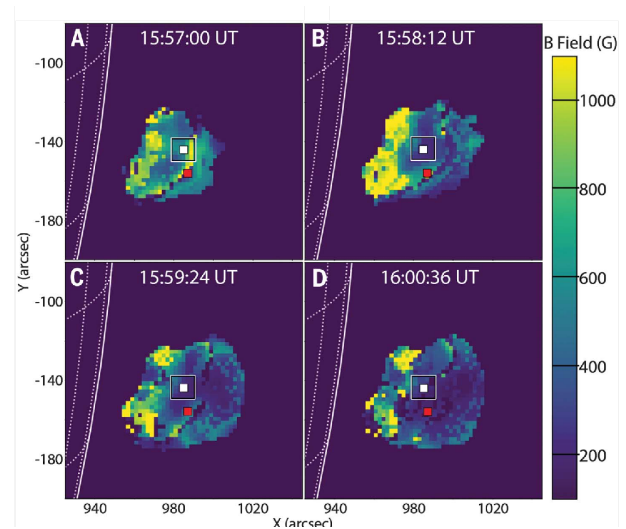 A 15:57:00 UT
B 15:58:12 UT
B Field (G)
-100
-140
-180
1000
800
600
400
200
Y (arcsec)
C 15:59:24 UT
D 16:00:36 UT
-100
-140
-180
940 980 1020
940 980 1020
X (arcsec)